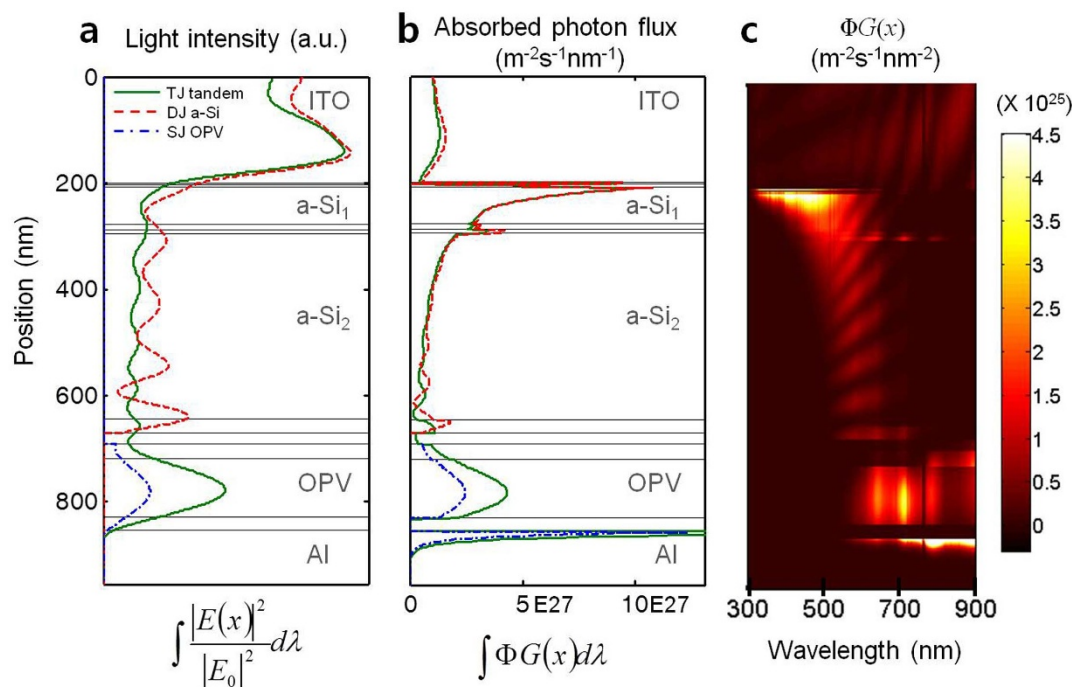 a Light intensity (a.u.)
b Absorbed photon flux
(m⁻²s⁻¹nm⁻¹)
c ΦG(x)
(m⁻²s⁻¹nm⁻²)
Position (nm)
0
200
400
600
800
TJ tandem
DJ a-Si
SJ OPV
ITO
a-Si₁
a-Si₂
OPV
Al
∫ |E(x)|² / |E₀|² dλ
ITO
a-Si₁
a-Si₂
OPV
Al
0 5E27 10E27
∫ ΦG(x)dλ
(X 10²⁵)
4.5
4
3.5
3
2.5
2
1.5
1
0.5
0
300 500 700 900
Wavelength (nm)